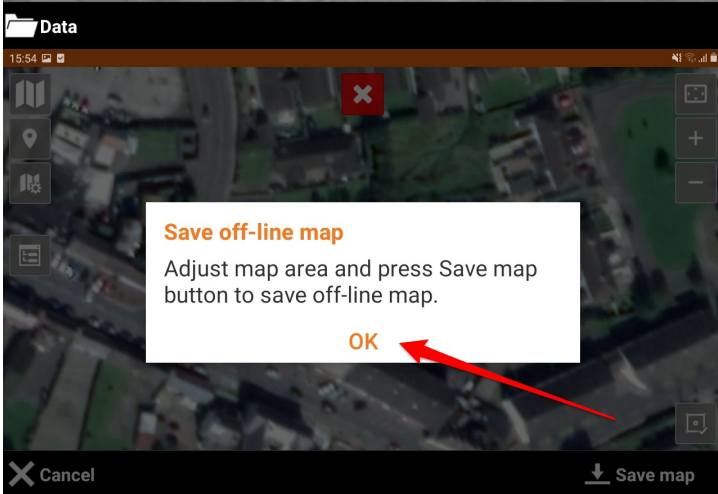 Data
15:54
Save off-line map
Adjust map area and press Save map
button to save off-line map.
OK
Cancel
Save map